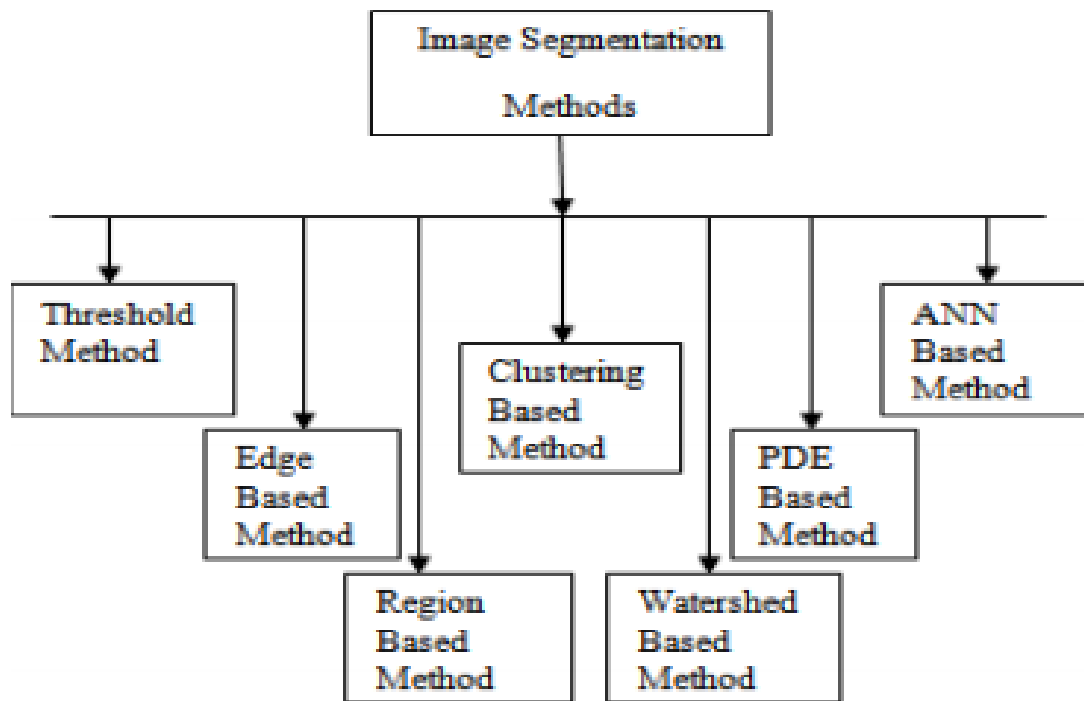 Image Segmentation
Methods
Threshold
Method
Edge
Based
Method
Region
Based
Method
Clustering
Based
Method
Watershed
Based
Method
PDE
Based
Method
ANN
Based
Method